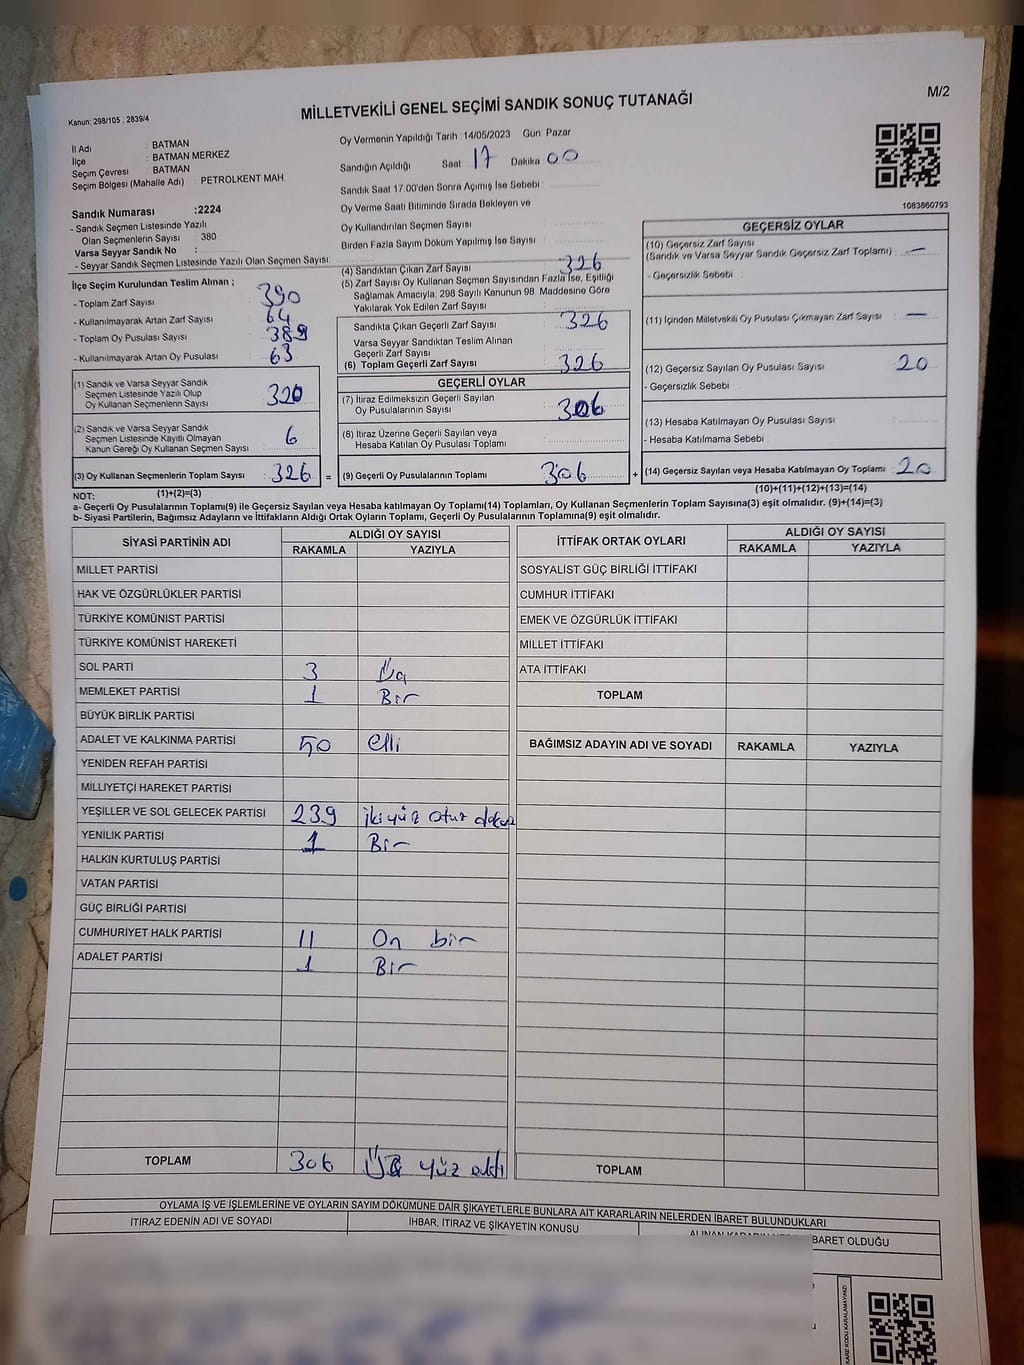 M/2
MİLLETVEKİLİ GENEL SEÇİMİ SANDIK SONUÇ TUTANAĞI
Kanun: 298/105 , 2839/4
İl Adı : BATMAN
İlçe : BATMAN MERKEZ
Seçim Çevresi : BATMAN
Seçim Bölgesi (Mahalle Adı) : PETROLKENT MAH
Sandık Numarası :2224
- Sandık Seçmen Listesinde Yazılı
Olan Seçmenlerin Sayısı : 380
Varsa Seyyar Sandık No :
- Seyyar Sandık Seçmen Listesinde Yazılı Olan Seçmen Sayısı :
Oy Vermenin Yapıldığı Tarih 14/05/2023 Gün: Pazar
Sandığın Açıldığı Saat : 17 Dakika : 00
Sandık Saat 17.00'den Sonra Açımış İse Sebebi :
Oy Verme Saati Bitiminde Sırada Bekleyen ve
Oy Kullandırılan Seçmen Sayısı :
Birden Fazla Sayım Döküm Yapılmış İse Sayısı :
1083860793
İlçe Seçim Kurulundan Teslim Alınan ;
- Toplam Zarf Sayısı : 390
- Kullanılmayarak Artan Zarf Sayısı : 64
- Toplam Oy Pusulası Sayısı : 389
- Kullanılmayarak Artan Oy Pusulası : 63
(1) Sandık ve Varsa Seyyar Sandık
Seçmen Listesinde Yazılı Olup
Oy Kullanan Seçmenlerin Sayısı : 320
(2) Sandık ve Varsa Seyyar Sandık
Seçmen Listesinde Kayıtlı Olmayan
Kanun Gereği Oy Kullanan Seçmen Sayısı : 6
(3) Oy Kullanan Seçmenlerin Toplam Sayısı : 326 =
(4) Sandıktan Çıkan Zarf Sayısı : 326
(5) Zarf Sayısı Oy Kullanan Seçmen Sayısından Fazla İse, Eşitliği
Sağlamak Amacıyla, 298 Sayılı Kanunun 98. Maddesine Göre
Yakılarak Yok Edilen Zarf Sayısı :
Sandıkta Çıkan Geçerli Zarf Sayısı : 326
Varsa Seyyar Sandıktan Teslim Alınan
Geçerli Zarf Sayısı :
(6) Toplam Geçerli Zarf Sayısı : 326
GEÇERLİ OYLAR
(7) İtiraz Edilmeksizin Geçerli Sayılan
Oy Pusulalarının Sayısı : 306
(8) İtiraz Üzerine Geçerli Sayılan veya
Hesaba Katılan Oy Pusulası Toplamı :
(9) Geçerli Oy Pusulalarının Toplamı : 306 +
GEÇERSİZ OYLAR
(10) Geçersiz Zarf Sayısı
(Sandık ve Varsa Seyyar Sandık Geçersiz Zarf Toplamı) : —
- Geçersizlik Sebebi :
(11) İçinden Milletvekili Oy Pusulası Çıkmayan Zarf Sayısı : —
(12) Geçersiz Sayılan Oy Pusulası Sayısı : 20
- Geçersizlik Sebebi :
(13) Hesaba Katılmayan Oy Pusulası Sayısı :
- Hesaba Katılmama Sebebi :
(14) Geçersiz Sayılan veya Hesaba Katılmayan Oy Toplamı : 20
NOT: (1)+(2)=(3)
(10)+(11)+(12)+(13)=(14)
a- Geçerli Oy Pusulalarının Toplamı(9) ile Geçersiz Sayılan veya Hesaba katılmayan Oy Toplamı(14) Toplamları, Oy Kullanan Seçmenlerin Toplam Sayısına(3) eşit olmalıdır. (9)+(14)=(3)
b- Siyasi Partilerin, Bağımsız Adayların ve İttifakların Aldığı Ortak Oyların Toplamı, Geçerli Oy Pusulalarının Toplamına(9) eşit olmalıdır.
SİYASİ PARTİNİN ADI ALDIĞI OY SAYISI
RAKAMLA YAZIYLA
MİLLET PARTİSİ
HAK VE ÖZGÜRLÜKLER PARTİSİ
TÜRKİYE KOMÜNİST PARTİSİ
TÜRKİYE KOMÜNİST HAREKETİ
SOL PARTİ 3 Üç
MEMLEKET PARTİSİ 1 Bir
BÜYÜK BİRLİK PARTİSİ
ADALET VE KALKINMA PARTİSİ 50 elli
YENİDEN REFAH PARTİSİ
MİLLİYETÇİ HAREKET PARTİSİ
YEŞİLLER VE SOL GELECEK PARTİSİ 239 ikiyüz otuz dokuz
YENİLİK PARTİSİ 1 Bir
HALKIN KURTULUŞ PARTİSİ
VATAN PARTİSİ
GÜÇ BİRLİĞİ PARTİSİ
CUMHURİYET HALK PARTİSİ 11 On bir
ADALET PARTİSİ 1 Bir
TOPLAM 306 Üç yüz altı
İTTİFAK ORTAK OYLARI ALDIĞI OY SAYISI
RAKAMLA YAZIYLA
SOSYALİST GÜÇ BİRLİĞİ İTTİFAKI
CUMHUR İTTİFAKI
EMEK VE ÖZGÜRLÜK İTTİFAKI
MİLLET İTTİFAKI
ATA İTTİFAKI
TOPLAM
BAĞIMSIZ ADAYIN ADI VE SOYADI RAKAMLA YAZIYLA
TOPLAM
OYLAMA İŞ VE İŞLEMLERİNE VE OYLARIN SAYIM DÖKÜMÜNE DAİR ŞİKAYETLERLE BUNLARA AİT KARARLARIN NELERDEN İBARET BULUNDUKLARI
İTİRAZ EDENİN ADI VE SOYADI İHBAR, İTİRAZ VE ŞİKAYETİN KONUSU
BARET OLDUĞU
KARE KODU KARALAMAYINIZ!